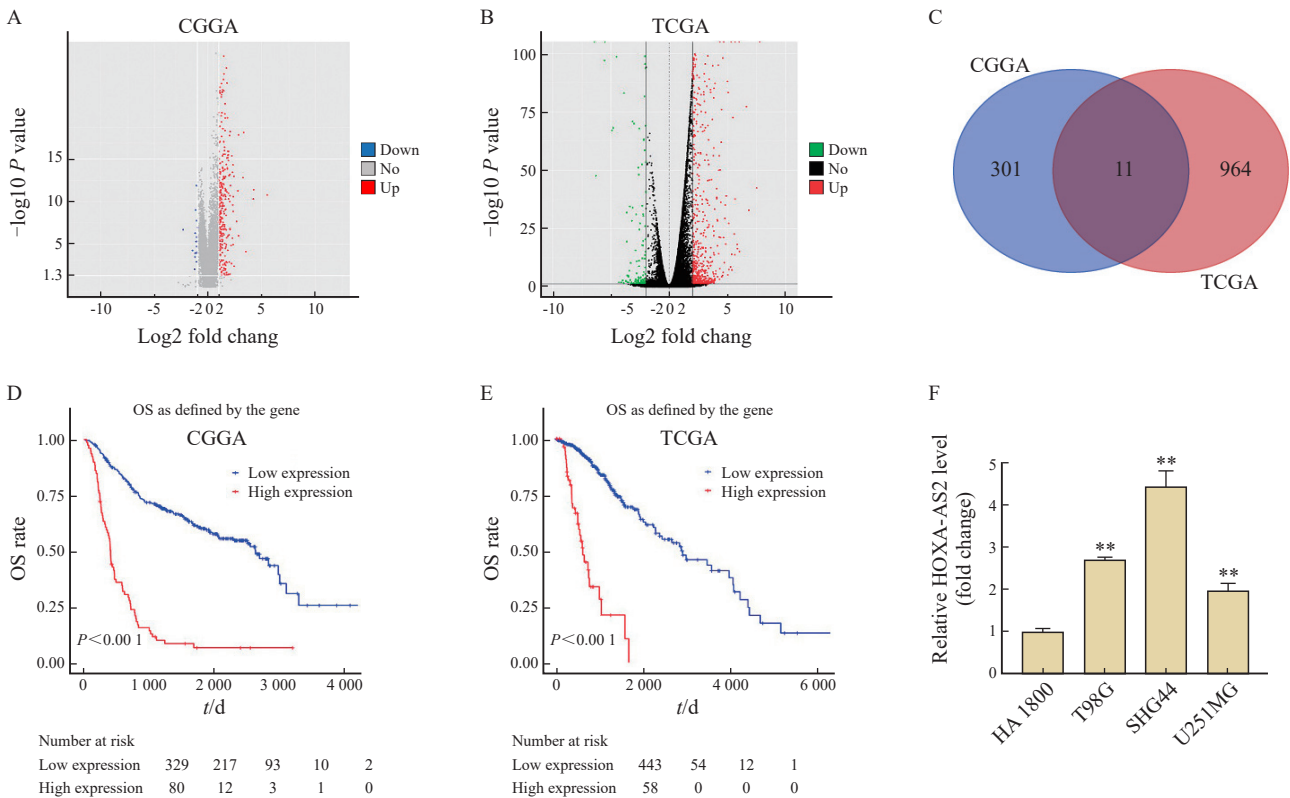 A
CGGA
−log10 P value
15
10
5
1.3
-10
-5
-2
0
2
5
10
Log2 fold chang
Down
No
Up
B
TCGA
−log10 P value
100
75
50
25
0
-10
-5
-2
0
2
5
10
Log2 fold chang
Down
No
Up
C
CGGA
301
11
964
TCGA
D
OS as defined by the gene
CGGA
OS rate
1.00
0.75
0.50
0.25
0.00
Low expression
High expression
P<0.00 1
0
1 000
2 000
3 000
4 000
t/d
Number at risk
Low expression 329 217 93 10 2
High expression 80 12 3 1 0
E
OS as defined by the gene
TCGA
OS rate
1.00
0.75
0.50
0.25
0.00
Low expression
High expression
P<0.00 1
0
2 000
4 000
6 000
t/d
Number at risk
Low expression 443 54 12 1
High expression 58 0 0 0
F
Relative HOXA-AS2 level
(fold change)
5
4
3
2
1
0
**
**
**
HA 1800
T98G
SHG44
U251MG